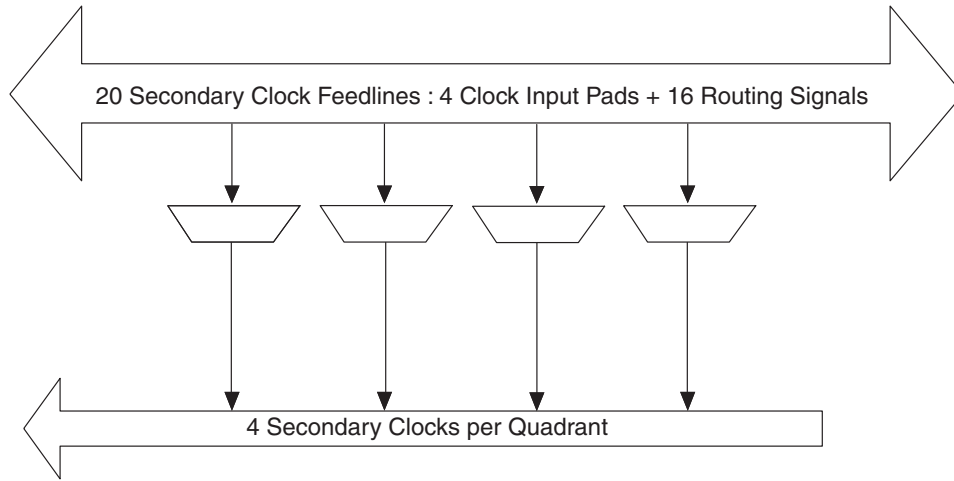 20 Secondary Clock Feedlines : 4 Clock Input Pads + 16 Routing Signals
4 Secondary Clocks per Quadrant